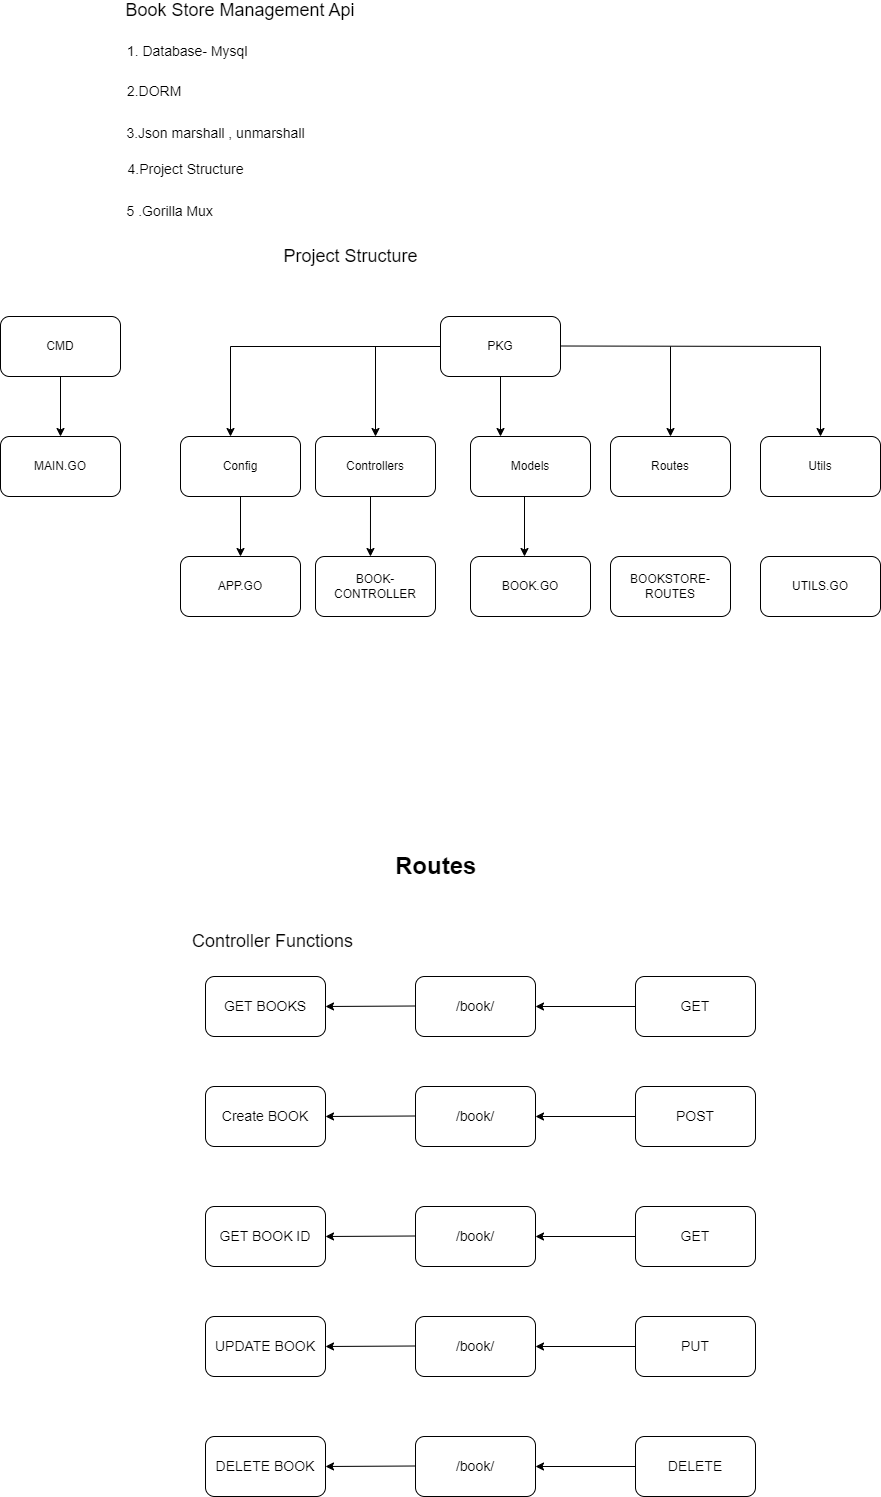 Book Store Management Api
1. Database- Mysql
2.DORM
3.Json marshall , unmarshall
4.Project Structure
5 .Gorilla Mux
Project Structure
CMD
PKG
MAIN.GO
Config
Controllers
Models
Routes
Utils
APP.GO
BOOK-
CONTROLLER
BOOK.GO
BOOKSTORE-
ROUTES
UTILS.GO
Routes
Controller Functions
GET BOOKS
/book/
GET
Create BOOK
/book/
POST
GET BOOK ID
/book/
GET
UPDATE BOOK
/book/
PUT
DELETE BOOK
/book/
DELETE